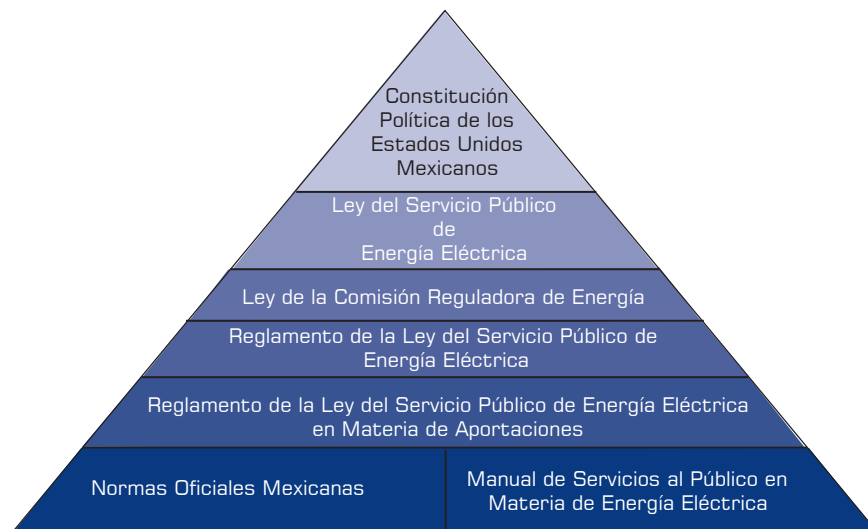 Constitución
Política de los
Estados Unidos
Mexicanos
Ley del Servicio Público
de
Energía Eléctrica
Ley de la Comisión Reguladora de Energía
Reglamento de la Ley del Servicio Público de
Energía Eléctrica
Reglamento de la Ley del Servicio Público de Energía Eléctrica
en Materia de Aportaciones
Normas Oficiales Mexicanas
Manual de Servicios al Público en
Materia de Energía Eléctrica